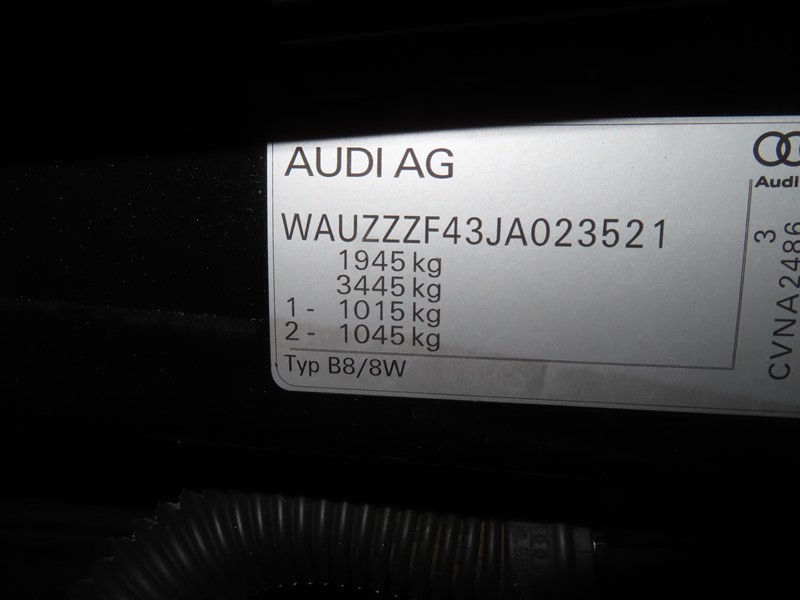 AUDI AG
WAUZZZF43JA023521
1945 kg
3445 kg
1 - 1015 kg
2 - 1045 kg
Typ B8/8W
Audi
3
CVNA2486